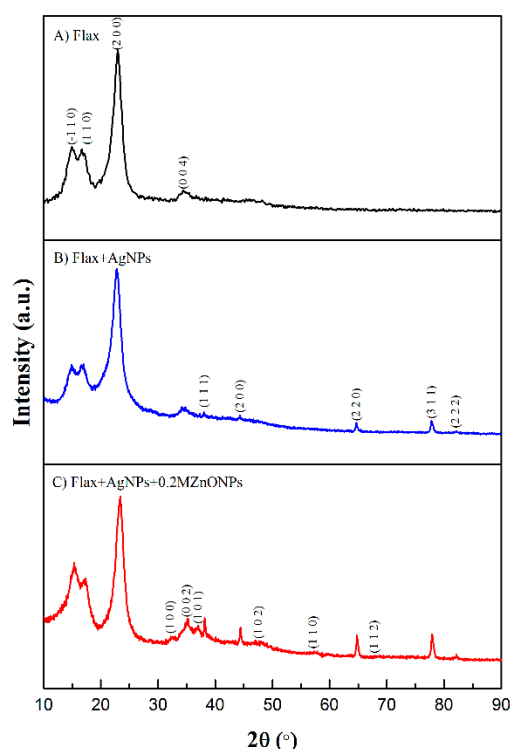 A) Flax
(-1 1 0)
(1 1 0)
(2 0 0)
(0 0 4)
B) Flax+AgNPs
(1 1 1)
(2 0 0)
(2 2 0)
(3 1 1)
(2 2 2)
C) Flax+AgNPs+0.2MZnONPs
(1 0 0)
(0 0 2)
(1 0 1)
(1 0 2)
(1 1 0)
(1 1 2)
Intensity (a.u.)
10 20 30 40 50 60 70 80 90
2θ (°)